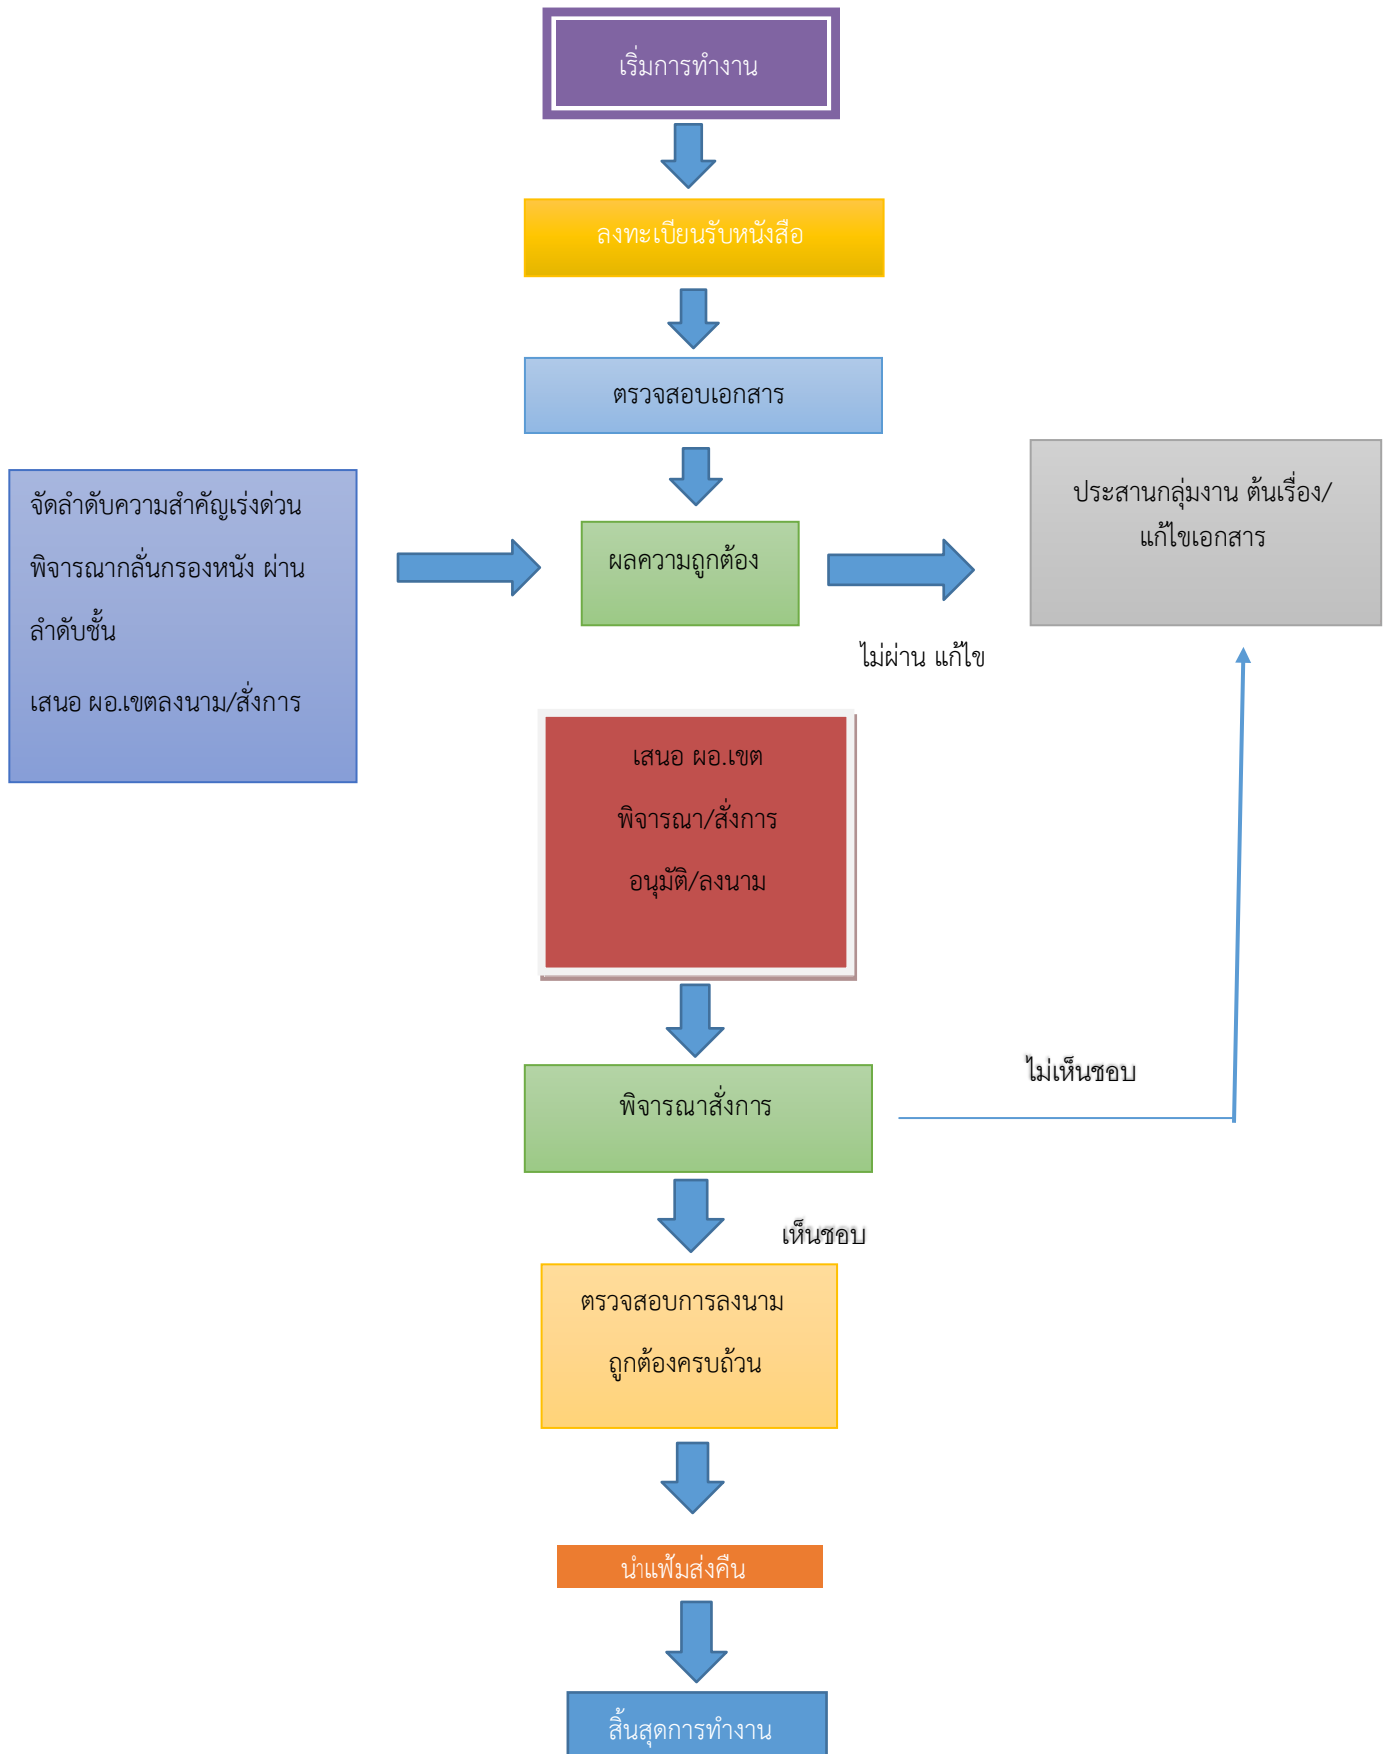 เริ่มการทำงาน
ลงทะเบียนรับหนังสือ
ตรวจสอบเอกสาร
จัดลำดับความสำคัญเร่งด่วน
พิจารณากลั่นกรองหนัง ผ่าน
ลำดับชั้น
เสนอ ผอ.เขตลงนาม/สั่งการ
ผลความถูกต้อง
ประสานกลุ่มงาน ต้นเรื่อง/
แก้ไขเอกสาร
ไม่ผ่าน แก้ไข
เสนอ ผอ.เขต
พิจารณา/สั่งการ
อนุมัติ/ลงนาม
ไม่เห็นชอบ
พิจารณาสั่งการ
เห็นชอบ
ตรวจสอบการลงนาม
ถูกต้องครบถ้วน
นำแฟ้มส่งคืน
สิ้นสุดการทำงาน